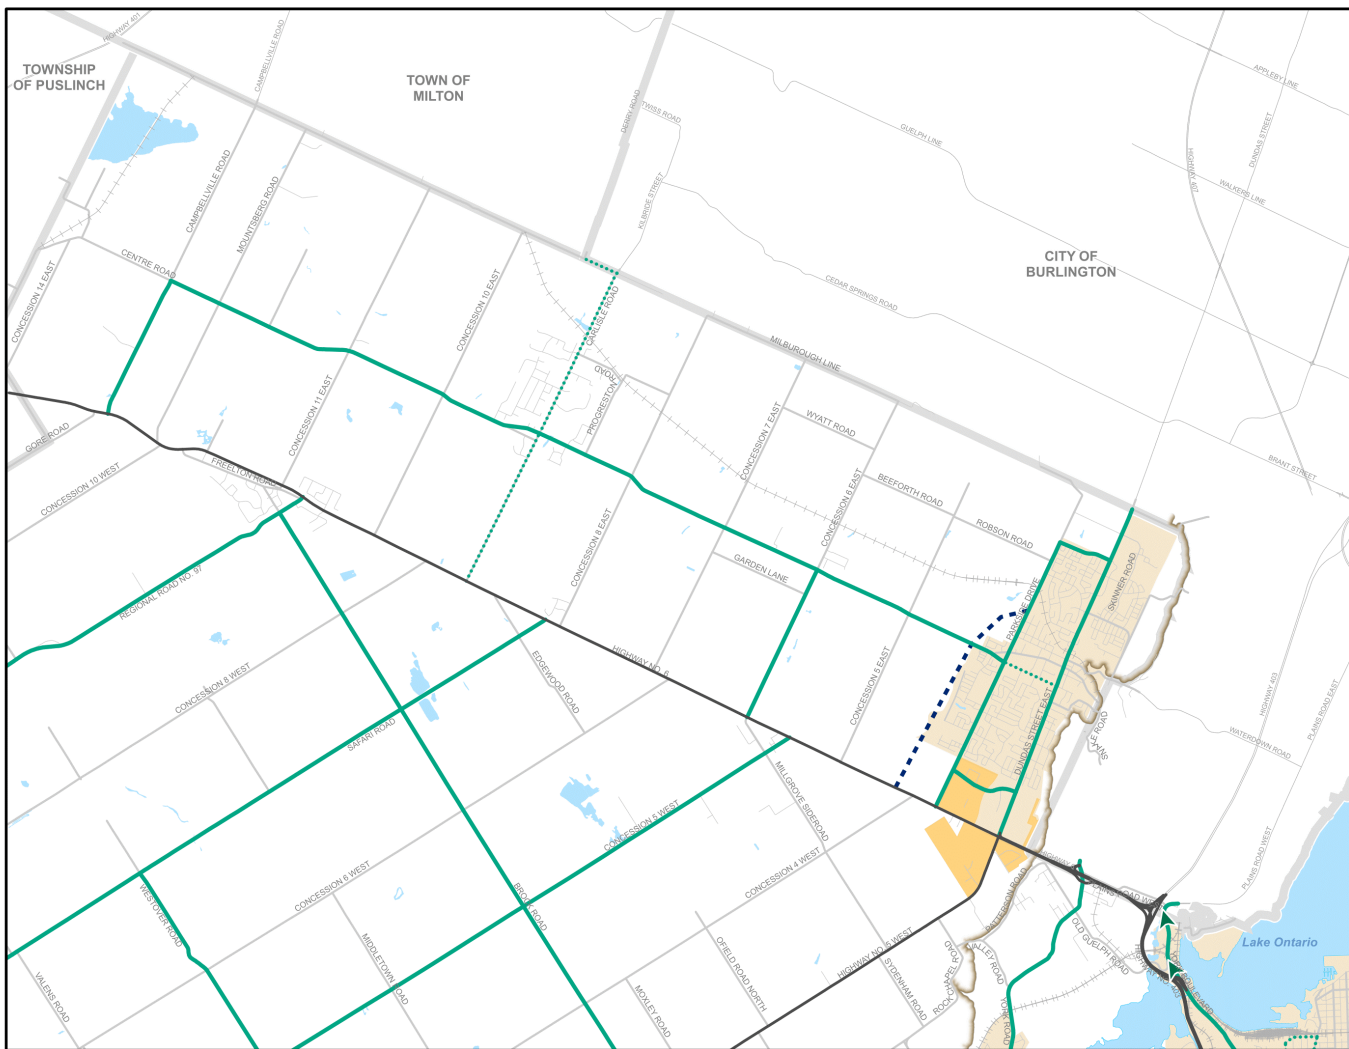 HIGHWAY 401
TOWNSHIP
OF PUSLINCH
CAMPBELLVILLE ROAD
TOWN OF
MILTON
DERRY ROAD
TWISS ROAD
GUELPH LINE
APPLEBY LINE
DUNDAS STREET
HIGHWAY 407
WALKERS LINE
CAMPBELLVILLE ROAD
MOUNTSBERG ROAD
KILBRIDE STREET
CITY OF
BURLINGTON
CENTRE ROAD
CONCESSION 14 EAST
CONCESSION 10 EAST
CEDAR SPRINGS ROAD
CARLISLE ROAD
MILBOROUGH LINE
ROAD
PROGRESTON
CONCESSION 11 EAST
CONCESSION 7 EAST
WYATT ROAD
GORE ROAD
FREELTON ROAD
CONCESSION 10 WEST
CONCESSION 8 EAST
CONCESSION 6 EAST
BEEFORTH ROAD
ROBSON ROAD
BRANT STREET
GARDEN LANE
SKINNER ROAD
PARKSIDE DRIVE
REGIONAL ROAD NO. 97
HIGHWAY NO. 6
CONCESSION 5 EAST
EDGEWOOD ROAD
CONCESSION 8 WEST
SAFARI ROAD
DUNDAS STREET EAST
HIGHWAY 403
PLAINS ROAD EAST
WATERDOWN ROAD
MILLGROVE SIDEROAD
CONCESSION 5 WEST
CONCESSION 4 WEST
CONCESSION 6 WEST
WESTOVER ROAD
BROCK ROAD
MIDDLETOWN ROAD
VALENS ROAD
OFIELD ROAD NORTH
MOXLEY ROAD
HIGHWAY NO. 5 WEST
SYDENHAM ROAD
PATTERSON ROAD
VALLEY ROAD
YORK ROAD
OLD GUELPH ROAD
PLAINS ROAD WEST
Lake Ontario